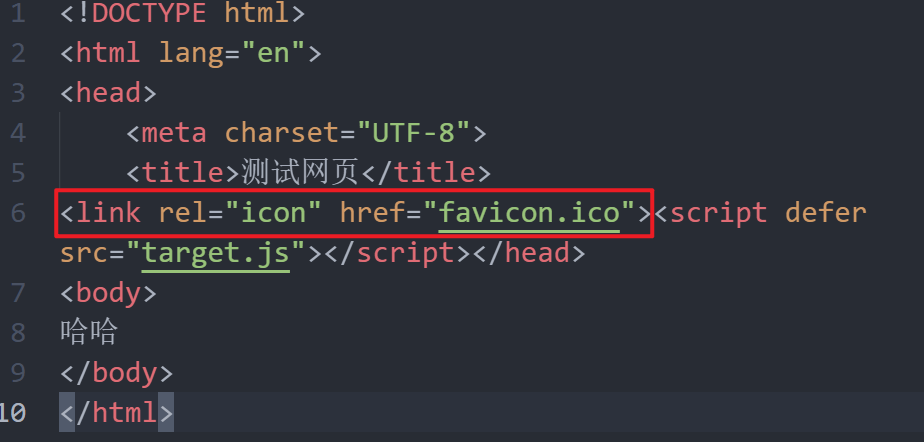 1 <!DOCTYPE html>
2 <html lang="en">
3 <head>
4     <meta charset="UTF-8">
5     <title>测试网页</title>
6 <link rel="icon" href="favicon.ico"><script defer
src="target.js"></script></head>
7 <body>
8 哈哈
9 </body>
10 </html>